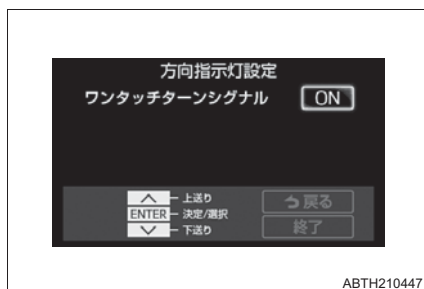 方向指示灯設定
ワンタッチターンシグナル ON
上送り
ENTER 決定/選択
下送り
戻る
終了
ABTH210447